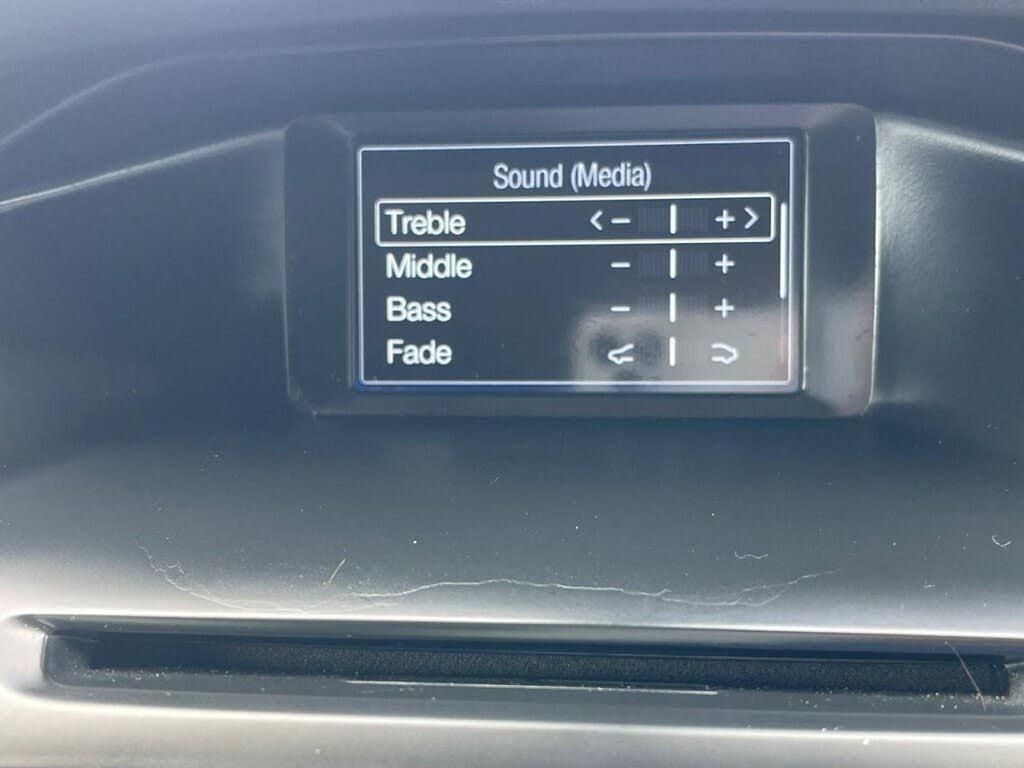 Sound (Media)
Treble < - + >
Middle - +
Bass - +
Fade